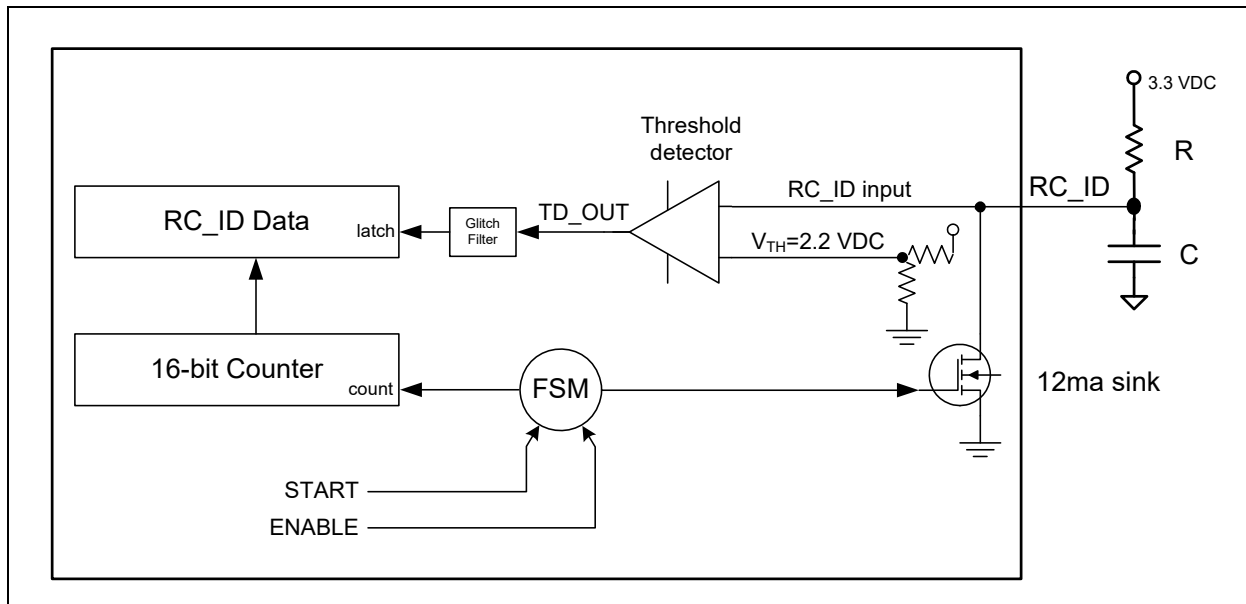 3.3 VDC
R
RC_ID
C
Threshold
detector
RC_ID input
VTH=2.2 VDC
TD_OUT
Glitch
Filter
RC_ID Data
latch
16-bit Counter
count
FSM
12ma sink
START
ENABLE